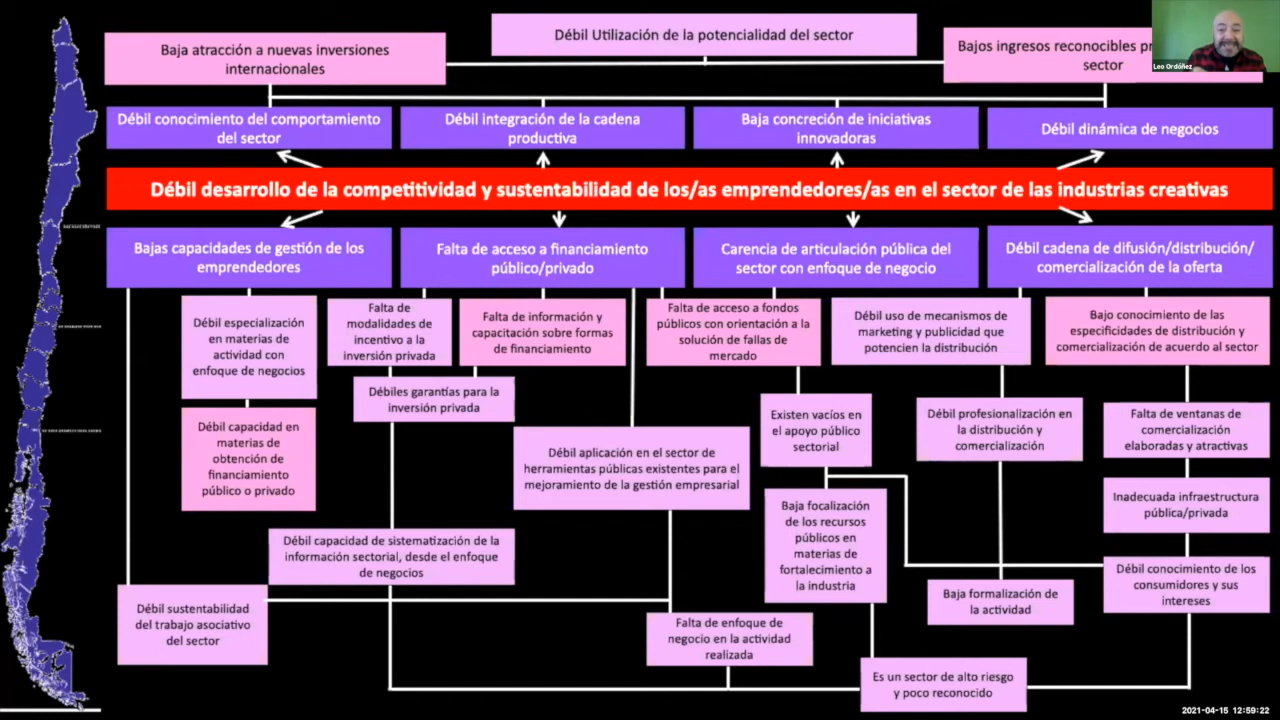 Débil Utilización de la potencialidad del sector
Baja atracción a nuevas inversiones
internacionales
Bajos ingresos reconocibles
sector
Leo Ordóñez
Débil conocimiento del comportamiento
del sector
Débil integración de la cadena
productiva
Baja concreción de iniciativas
innovadoras
Débil dinámica de negocios
Débil desarrollo de la competitividad y sustentabilidad de los/as emprendedores/as en el sector de las industrias creativas
Bajas capacidades de gestión de los
emprendedores
Falta de acceso a financiamiento
público/privado
Carencia de articulación pública del
sector con enfoque de negocio
Débil cadena de difusión/distribución/
comercialización de la oferta
Débil especialización
en materias de
actividad con
enfoque de negocios
Falta de
modalidades de
incentivo a la
inversión privada
Falta de información y
capacitación sobre formas
de financiamiento
Falta de acceso a fondos
públicos con orientación a la
solución de fallas de
mercado
Débil uso de mecanismos de
marketing y publicidad que
potencien la distribución
Bajo conocimiento de las
especificidades de distribución y
comercialización de acuerdo al sector
Débiles garantías para la
inversión privada
Débil capacidad en
materias de
obtención de
financiamiento
público o privado
Débil aplicación en el sector de
herramientas públicas existentes para el
mejoramiento de la gestión empresarial
Existen vacíos en
el apoyo público
sectorial
Débil profesionalización en
la distribución y
comercialización
Falta de ventanas de
comercialización
elaboradas y atractivas
Baja focalización
de los recursos
públicos en
materias de
fortalecimiento a
la industria
Inadecuada infraestructura
pública/privada
Débil capacidad de sistematización de la
información sectorial, desde el enfoque
de negocios
Débil conocimiento de los
consumidores y sus
intereses
Baja formalización de
la actividad
Débil sustentabilidad
del trabajo asociativo
del sector
Falta de enfoque de
negocio en la actividad
realizada
Es un sector de alto riesgo
y poco reconocido
2021-04-15 12:59:22